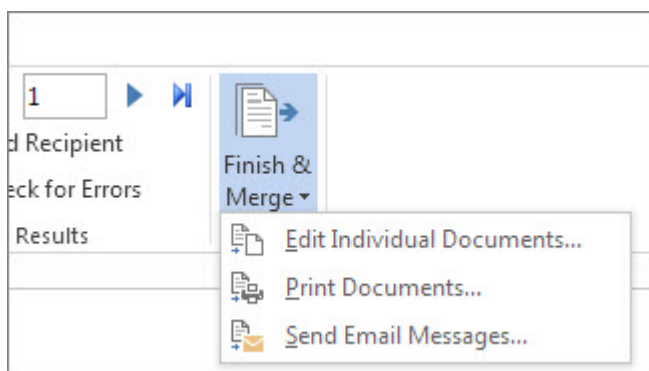 1
d Recipient
eck for Errors
Results
Finish &
Merge
Edit Individual Documents...
Print Documents...
Send Email Messages...